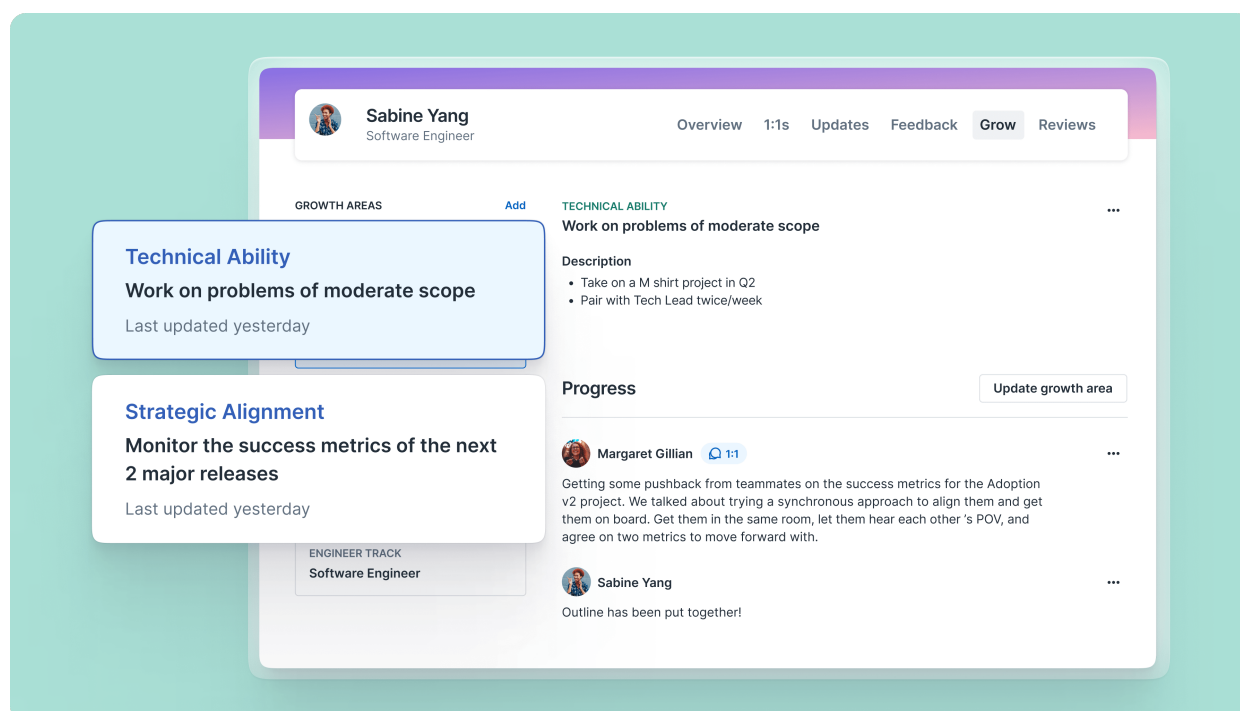 Sabine Yang
Software Engineer
Overview
1:1s
Updates
Feedback
Grow
Reviews
GROWTH AREAS
Add
Technical Ability
Work on problems of moderate scope
Last updated yesterday
Strategic Alignment
Monitor the success metrics of the next
2 major releases
Last updated yesterday
ENGINEER TRACK
Software Engineer
TECHNICAL ABILITY
Work on problems of moderate scope
Description
• Take on a M shirt project in Q2
• Pair with Tech Lead twice/week
Progress
Update growth area
Margaret Gillian
1:1
Getting some pushback from teammates on the success metrics for the Adoption
v2 project. We talked about trying a synchronous approach to align them and get
them on board. Get them in the same room, let them hear each other ‘s POV, and
agree on two metrics to move forward with.
Sabine Yang
Outline has been put together!